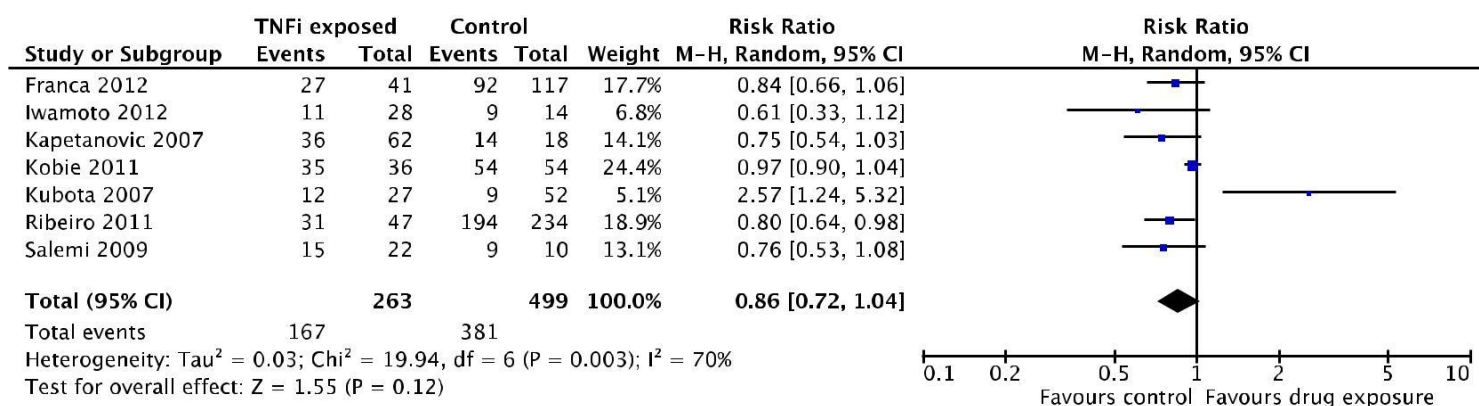 TNFi exposed Control Risk Ratio Risk Ratio
Study or Subgroup Events Total Events Total Weight M-H, Random, 95% CI M-H, Random, 95% CI
Franca 2012 27 41 92 117 17.7% 0.84 [0.66, 1.06]
Iwamoto 2012 11 28 9 14 6.8% 0.61 [0.33, 1.12]
Kapetanovic 2007 36 62 14 18 14.1% 0.75 [0.54, 1.03]
Kobie 2011 35 36 54 54 24.4% 0.97 [0.90, 1.04]
Kubota 2007 12 27 9 52 5.1% 2.57 [1.24, 5.32]
Ribeiro 2011 31 47 194 234 18.9% 0.80 [0.64, 0.98]
Salemi 2009 15 22 9 10 13.1% 0.76 [0.53, 1.08]
Total (95% CI) 263 499 100.0% 0.86 [0.72, 1.04]
Total events 167 381
Heterogeneity: Tau² = 0.03; Chi² = 19.94, df = 6 (P = 0.003); I² = 70%
Test for overall effect: Z = 1.55 (P = 0.12)
0.1 0.2 0.5 1 2 5 10
Favours control Favours drug exposure